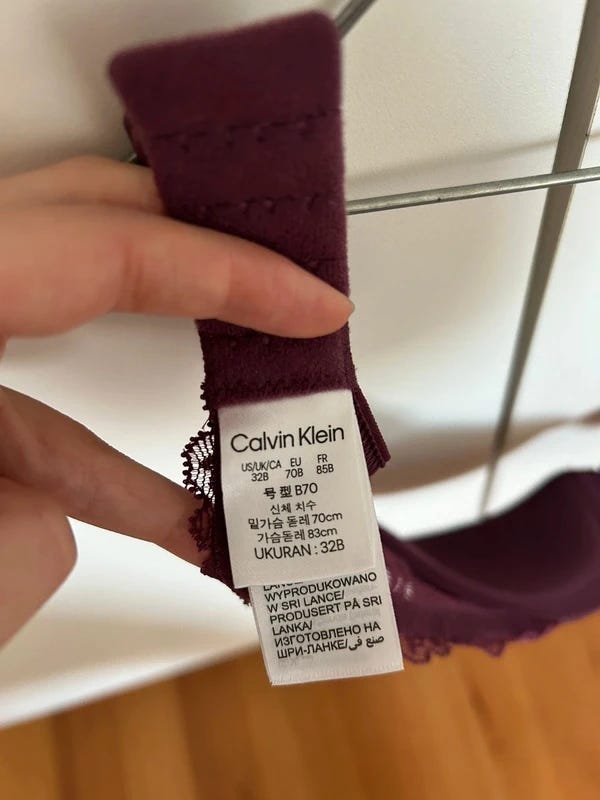 Calvin Klein
US/UK/CA EU FR
32B 70B 85B
号型 B70
신체 치수
밑가슴 둘레 70cm
가슴둘레 83cm
UKURAN : 32B
WYPRODUKOWANO
W SRI LANCE/
PRODUSERT PÅ SRI
LANKA/
ИЗГОТОВЛЕНО НА
ШРИ-ЛАНКЕ/صنع في